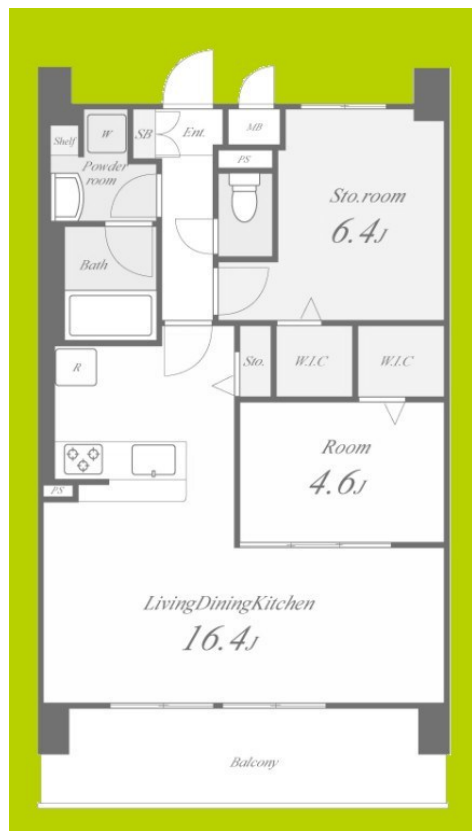 Shelf
W
SB
Ent.
MB
PS
Powder
room
Sto.room
6.4J
Bath
R
Sto.
W.I.C
W.I.C
Room
4.6J
PS
LivingDiningKitchen
16.4J
Balcony